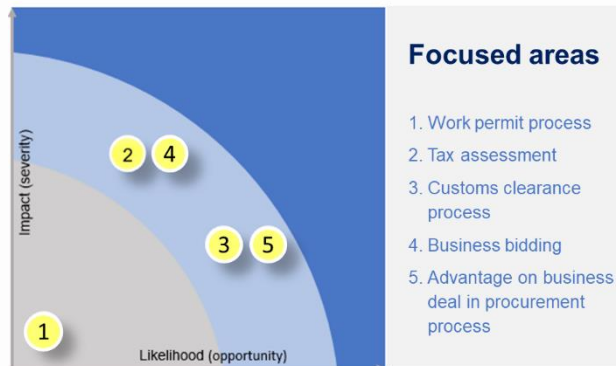 Focused areas
1. Work permit process
2. Tax assessment
3. Customs clearance
process
4. Business bidding
5. Advantage on business
deal in procurement
process
Impact (severity)
2 4
3 5
1
Likelihood (opportunity)